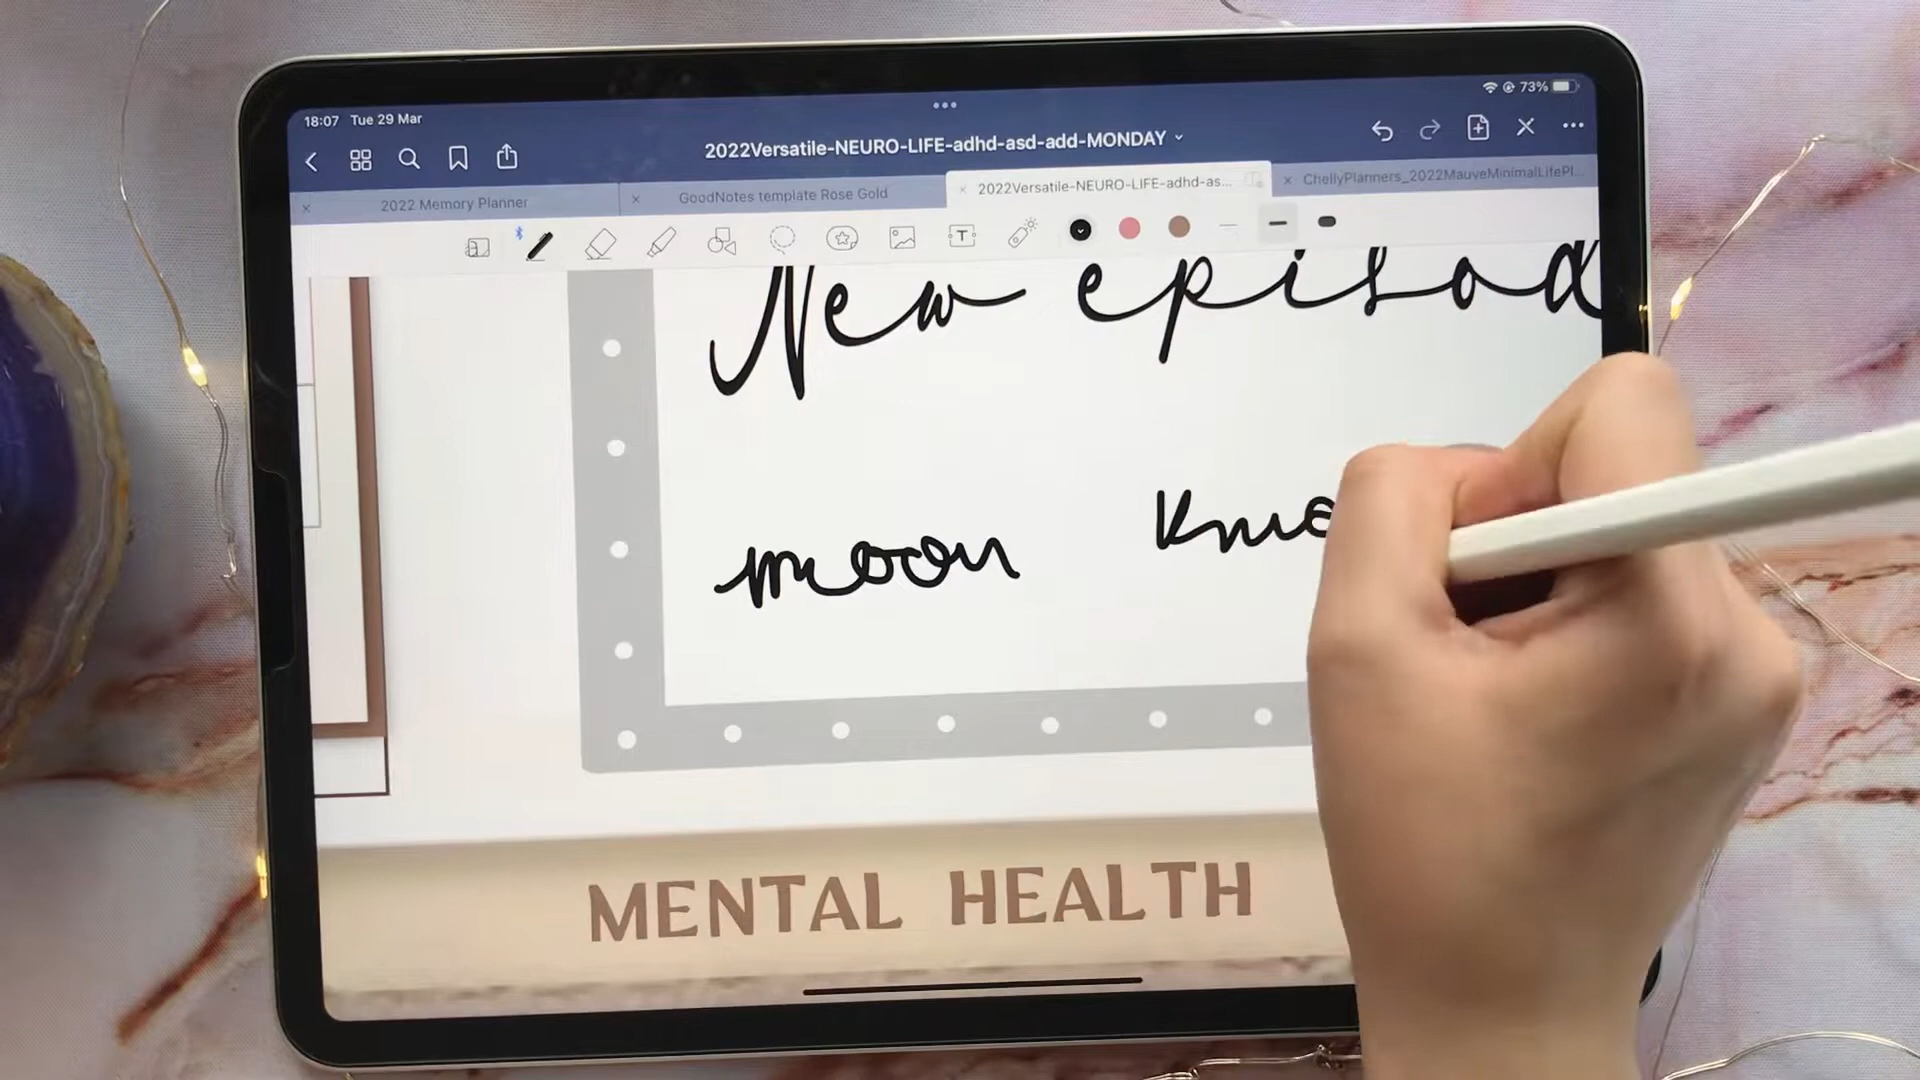 18:07 Tue 29 Mar
73%
2022Versatile-NEURO-LIFE-adhd-asd-add-MONDAY
2022 Memory Planner
GoodNotes template Rose Gold
2022Versatile-NEURO-LIFE-adhd-as...
ChellyPlanners_2022MauveMinimalLifePl...
New episod
moon Kno
MENTAL HEALTH